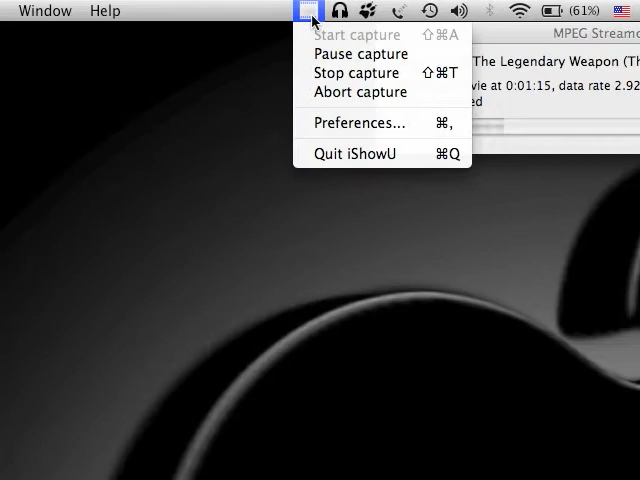 Window Help (61%)
Start capture ⇧⌘A
Pause capture
Stop capture ⇧⌘T
Abort capture
Preferences... ⌘,
Quit iShowU ⌘Q
MPEG Streamc
The Legendary Weapon (Th
vie at 0:01:15, data rate 2.92
ed